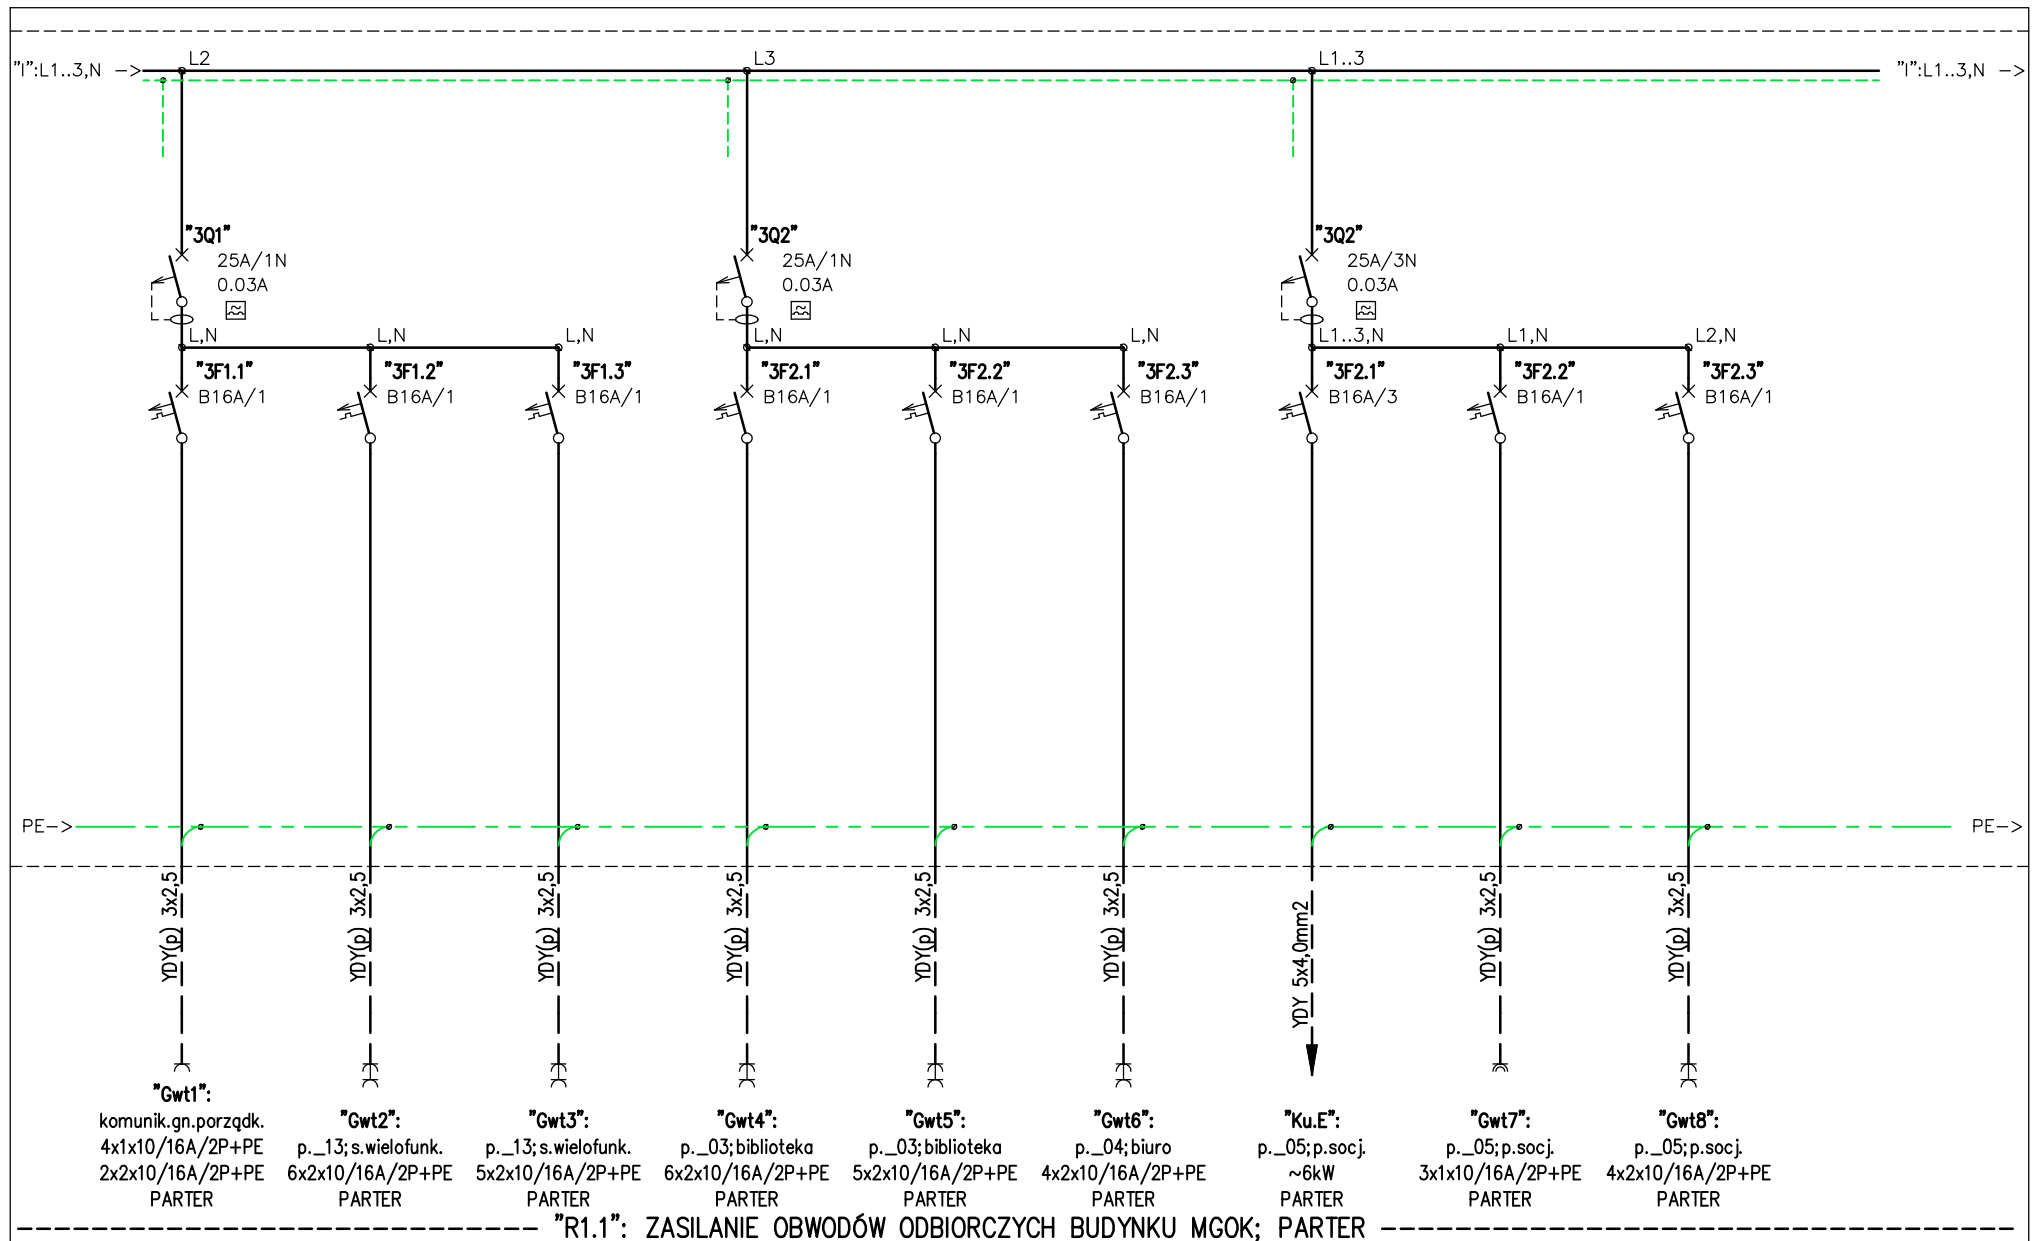 L2
L3
L1..3
"I":L1..3,N ->
"I":L1..3,N ->
"3Q1"
25A/1N
0.03A
"3Q2"
25A/1N
0.03A
"3Q2"
25A/3N
0.03A
L,N
L,N
L,N
L,N
L,N
L,N
L1..3,N
L1,N
L2,N
"3F1.1"
B16A/1
"3F1.2"
B16A/1
"3F1.3"
B16A/1
"3F2.1"
B16A/1
"3F2.2"
B16A/1
"3F2.3"
B16A/1
"3F2.1"
B16A/3
"3F2.2"
B16A/1
"3F2.3"
B16A/1
PE->
PE->
YDY(p) 3x2,5
YDY(p) 3x2,5
YDY(p) 3x2,5
YDY(p) 3x2,5
YDY(p) 3x2,5
YDY(p) 3x2,5
YDY 5x4,0mm2
YDY(p) 3x2,5
YDY(p) 3x2,5
"Gwt1":
komunik.gn.porządk.
4x1x10/16A/2P+PE
2x2x10/16A/2P+PE
PARTER
"Gwt2":
p._13;s.wielofunk.
6x2x10/16A/2P+PE
PARTER
"Gwt3":
p._13;s.wielofunk.
5x2x10/16A/2P+PE
PARTER
"Gwt4":
p._03;biblioteka
6x2x10/16A/2P+PE
PARTER
"Gwt5":
p._03;biblioteka
5x2x10/16A/2P+PE
PARTER
"Gwt6":
p._04;biuro
4x2x10/16A/2P+PE
PARTER
"Ku.E":
p._05;p.socj.
~6kW
PARTER
"Gwt7":
p._05;p.socj.
3x1x10/16A/2P+PE
PARTER
"Gwt8":
p._05;p.socj.
4x2x10/16A/2P+PE
PARTER
"R1.1": ZASILANIE OBWODÓW ODBIORCZYCH BUDYNKU MGOK; PARTER